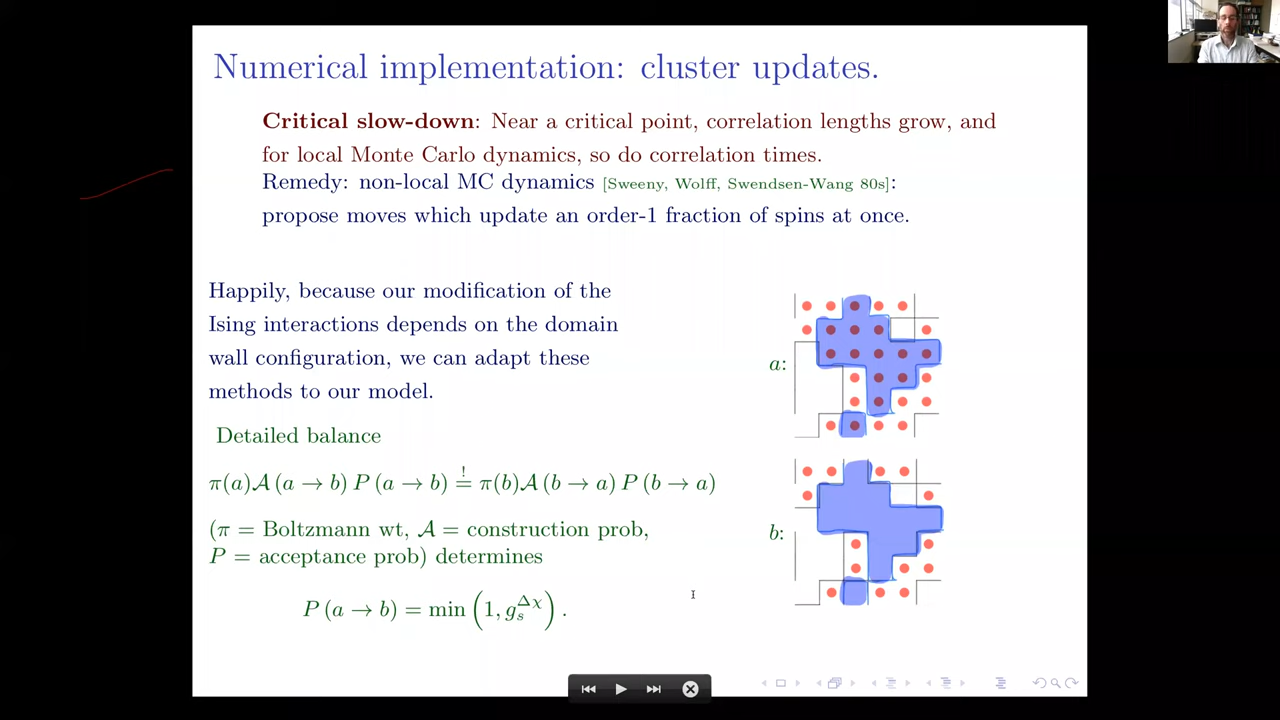 Numerical implementation: cluster updates.
Critical slow-down: Near a critical point, correlation lengths grow, and
for local Monte Carlo dynamics, so do correlation times.
Remedy: non-local MC dynamics [Sweeny, Wolff, Swendsen-Wang 80s]:
propose moves which update an order-1 fraction of spins at once.
Happily, because our modification of the
Ising interactions depends on the domain
wall configuration, we can adapt these
methods to our model.
a:
Detailed balance
π(a)𝒜(a → b) P(a → b) \stackrel{!}{=} π(b)𝒜(b → a) P(b → a)
(π = Boltzmann wt, 𝒜 = construction prob,
P = acceptance prob) determines
b:
P(a → b) = min(1, g_s^{Δχ}).